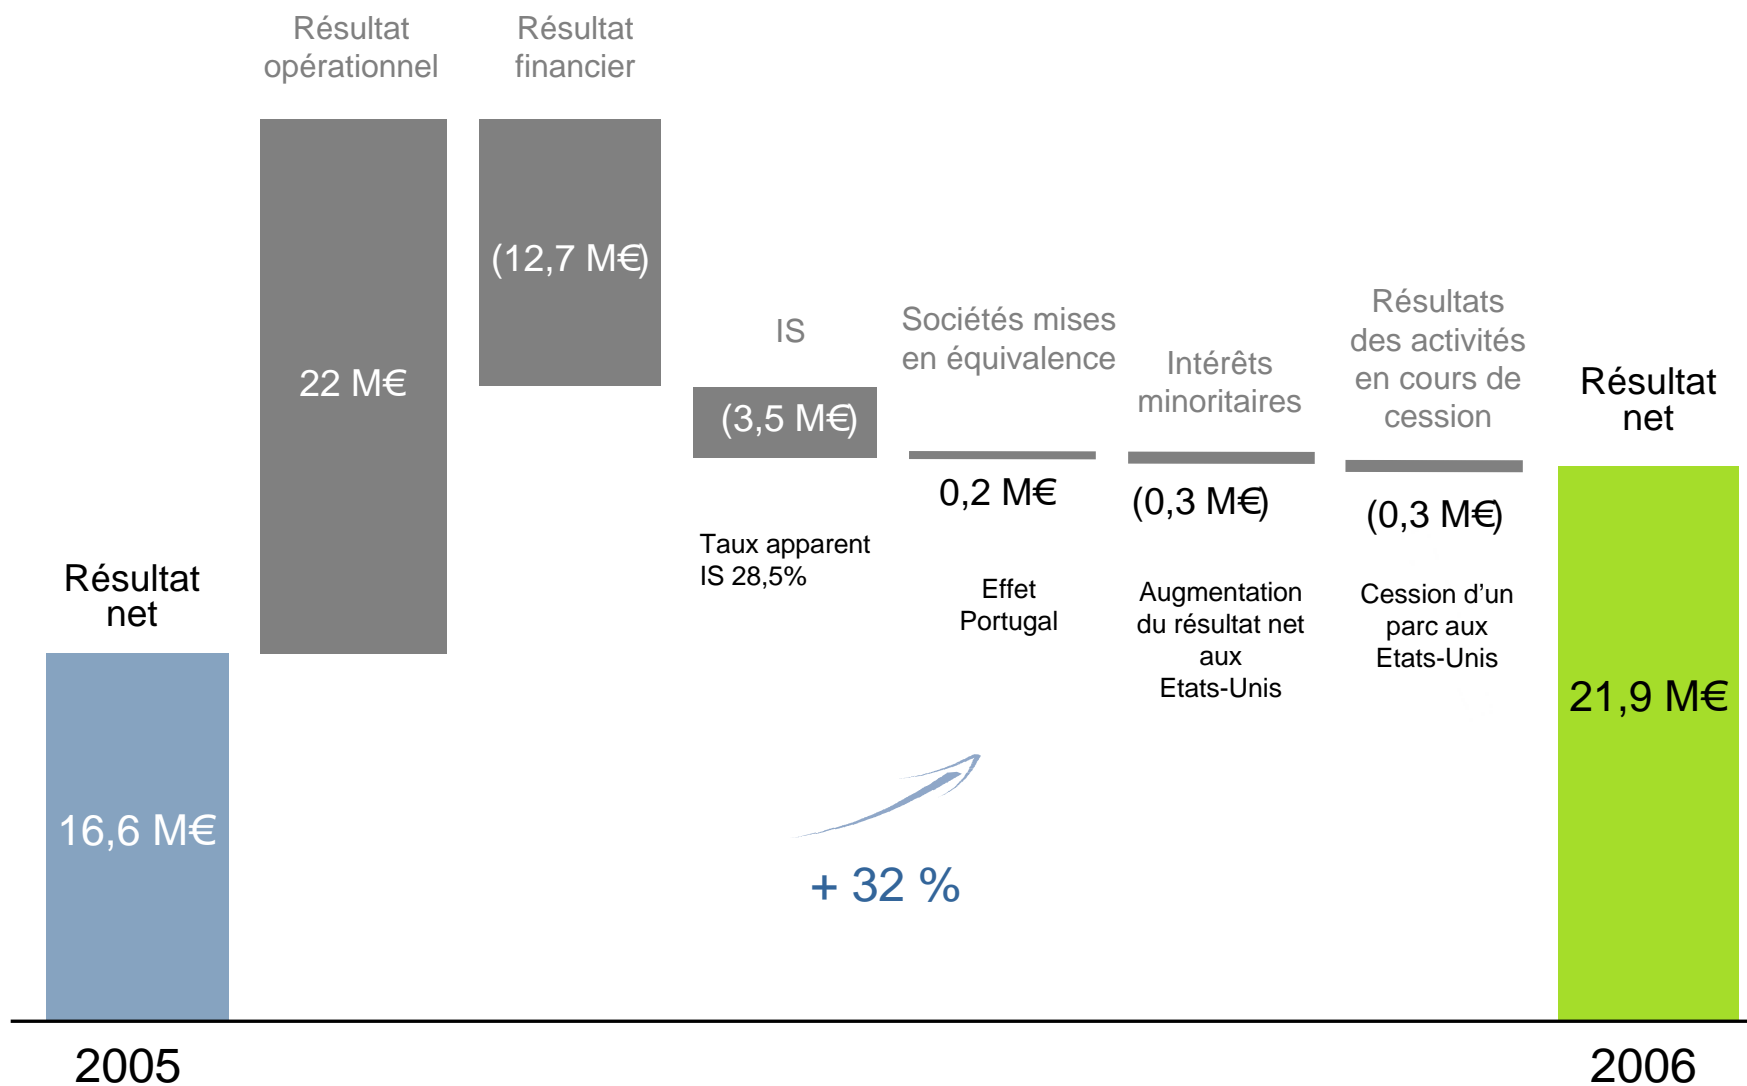 Résultat
opérationnel
22 M€
Résultat
financier
(12,7 M€)
IS
(3,5 M€)
Taux apparent
IS 28,5%
Sociétés mises
en équivalence
0,2 M€
Effet
Portugal
Intérêts
minoritaires
(0,3 M€)
Augmentation
du résultat net
aux
Etats-Unis
Résultats
des activités
en cours de
cession
(0,3 M€)
Cession d’un
parc aux
Etats-Unis
Résultat
net
16,6 M€
Résultat
net
21,9 M€
+ 32 %
2005
2006